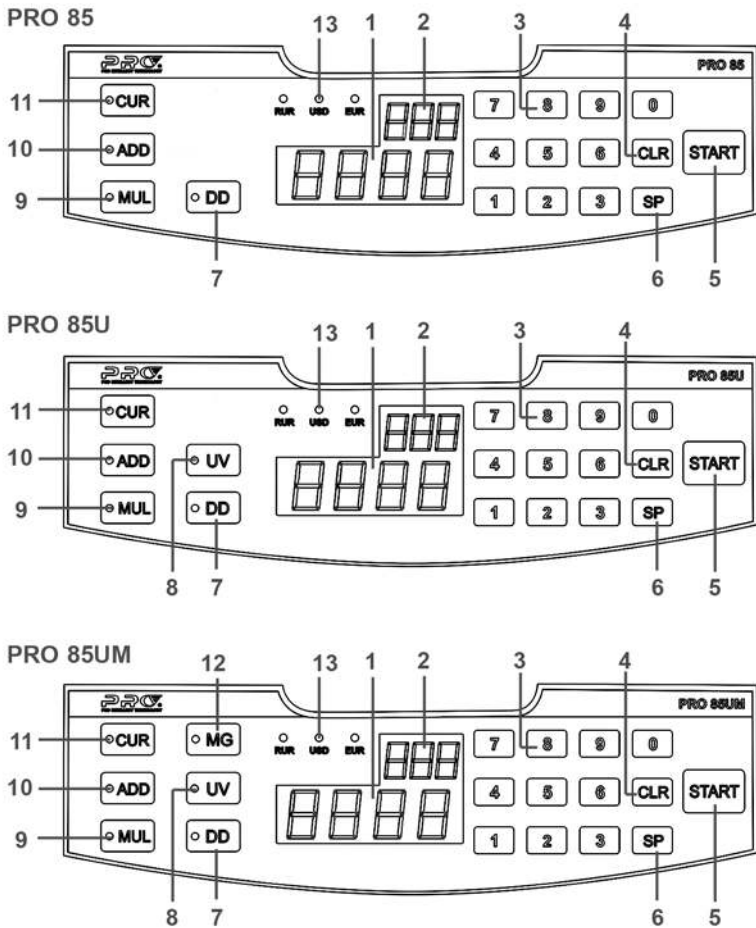 PRO 85
13 1 2 3 4
PRO PRO 85
11 CUR RUR USD EUR 7 8 9 0
10 ADD 4 5 6 CLR START
9 MUL DD 1 2 3 SP
7 6 5
PRO 85U
13 1 2 3 4
PRO PRO 85U
11 CUR RUR USD EUR 7 8 9 0
10 ADD UV 4 5 6 CLR START
9 MUL DD 1 2 3 SP
8 7 6 5
PRO 85UM
12 13 1 2 3 4
PRO PRO 85UM
11 CUR MG RUR USD EUR 7 8 9 0
10 ADD UV 4 5 6 CLR START
9 MUL DD 1 2 3 SP
8 7 6 5